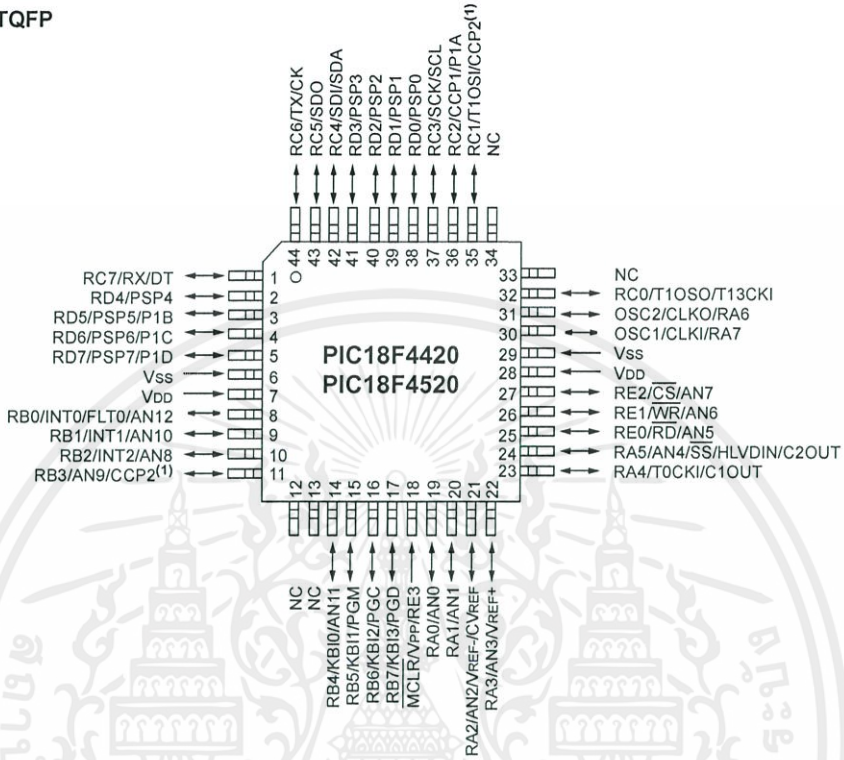 TQFP
RC6/TX/CK
RC5/SDO
RC4/SDI/SDA
RD3/PSP3
RD2/PSP2
RD1/PSP1
RD0/PSP0
RC3/SCK/SCL
RC2/CCP1/P1A
RC1/T1OSI/CCP2(1)
NC
44
43
42
41
40
39
38
37
36
35
34
RC7/RX/DT 1
RD4/PSP4 2
RD5/PSP5/P1B 3
RD6/PSP6/P1C 4
RD7/PSP7/P1D 5
VSS 6
VDD 7
RB0/INT0/FLT0/AN12 8
RB1/INT1/AN10 9
RB2/INT2/AN8 10
RB3/AN9/CCP2(1) 11
PIC18F4420
PIC18F4520
33 NC
32 RC0/T1OSO/T13CKI
31 OSC2/CLKO/RA6
30 OSC1/CLKI/RA7
29 VSS
28 VDD
27 RE2/CS/AN7
26 RE1/WR/AN6
25 RE0/RD/AN5
24 RA5/AN4/SS/HLVDIN/C2OUT
23 RA4/T0CKI/C1OUT
12
13
14
15
16
17
18
19
20
21
22
NC
NC
RB4/KBI0/AN11
RB5/KBI1/PGM
RB6/KBI2/PGC
RB7/KBI3/PGD
MCLR/VPP/RE3
RA0/AN0
RA1/AN1
RA2/AN2/VREF-/CVREF
RA3/AN3/VREF+